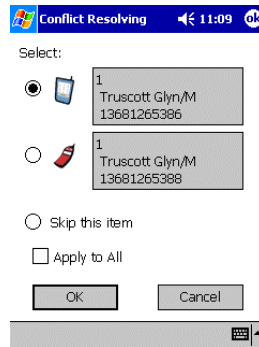 Conflict Resolving 11:09 ok
Select:
1
Truscott Glyn/M
13681265386
1
Truscott Glyn/M
13681265388
Skip this item
Apply to All
OK Cancel